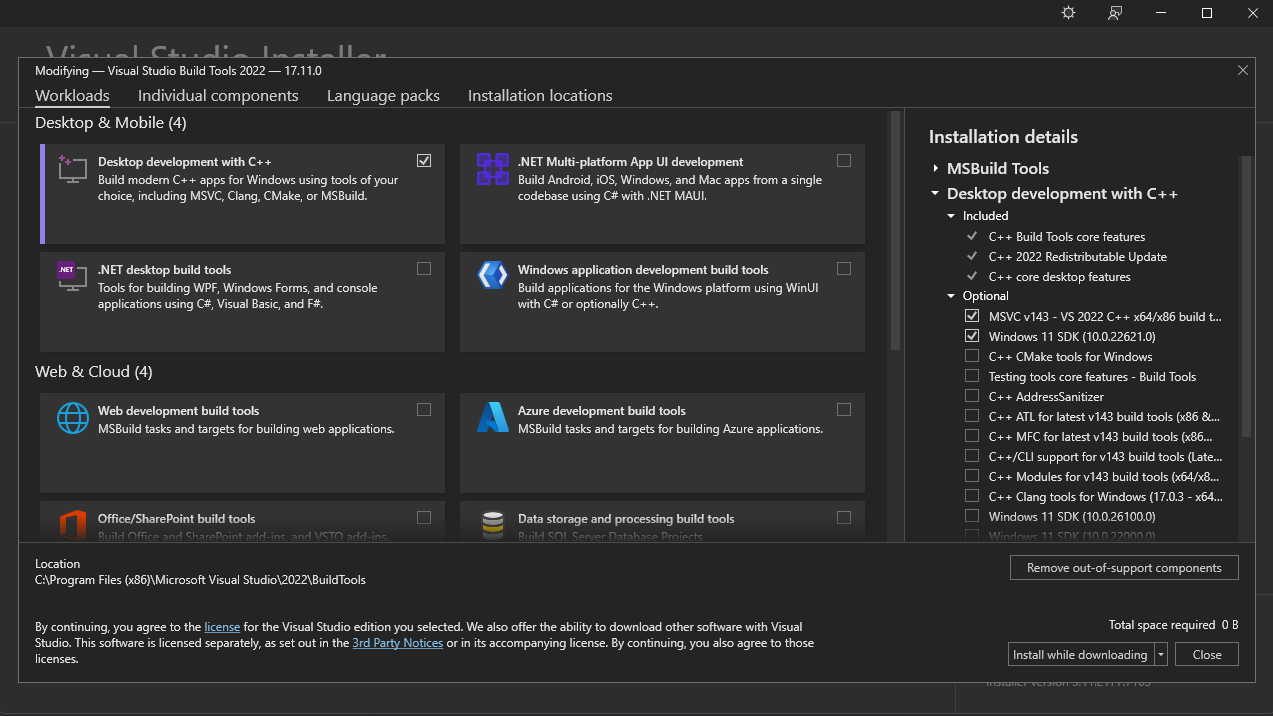 Visual Studio Installer
Modifying — Visual Studio Build Tools 2022 — 17.11.0
Workloads
Individual components
Language packs
Installation locations
Desktop & Mobile (4)
Desktop development with C++
Build modern C++ apps for Windows using tools of your
choice, including MSVC, Clang, CMake, or MSBuild.
.NET Multi-platform App UI development
Build Android, iOS, Windows, and Mac apps from a single
codebase using C# with .NET MAUI.
.NET
.NET desktop build tools
Tools for building WPF, Windows Forms, and console
applications using C#, Visual Basic, and F#.
Windows application development build tools
Build applications for the Windows platform using WinUI
with C# or optionally C++.
Web & Cloud (4)
Web development build tools
MSBuild tasks and targets for building web applications.
Azure development build tools
MSBuild tasks and targets for building Azure applications.
Office/SharePoint build tools
Build Office and SharePoint add-ins, and VSTO add-ins.
Data storage and processing build tools
Build SQL Server Database Projects
Installation details
MSBuild Tools
Desktop development with C++
Included
C++ Build Tools core features
C++ 2022 Redistributable Update
C++ core desktop features
Optional
MSVC v143 - VS 2022 C++ x64/x86 build t...
Windows 11 SDK (10.0.22621.0)
C++ CMake tools for Windows
Testing tools core features - Build Tools
C++ AddressSanitizer
C++ ATL for latest v143 build tools (x86 &...
C++ MFC for latest v143 build tools (x86...
C++/CLI support for v143 build tools (Late...
C++ Modules for v143 build tools (x64/x8...
C++ Clang tools for Windows (17.0.3 - x64...
Windows 11 SDK (10.0.26100.0)
Windows 11 SDK (10.0.22000.0)
Location
C:\Program Files (x86)\Microsoft Visual Studio\2022\BuildTools
Remove out-of-support components
By continuing, you agree to the license for the Visual Studio edition you selected. We also offer the ability to download other software with Visual
Studio. This software is licensed separately, as set out in the 3rd Party Notices or in its accompanying license. By continuing, you also agree to those
licenses.
Total space required 0 B
Install while downloading
Close
Installer version